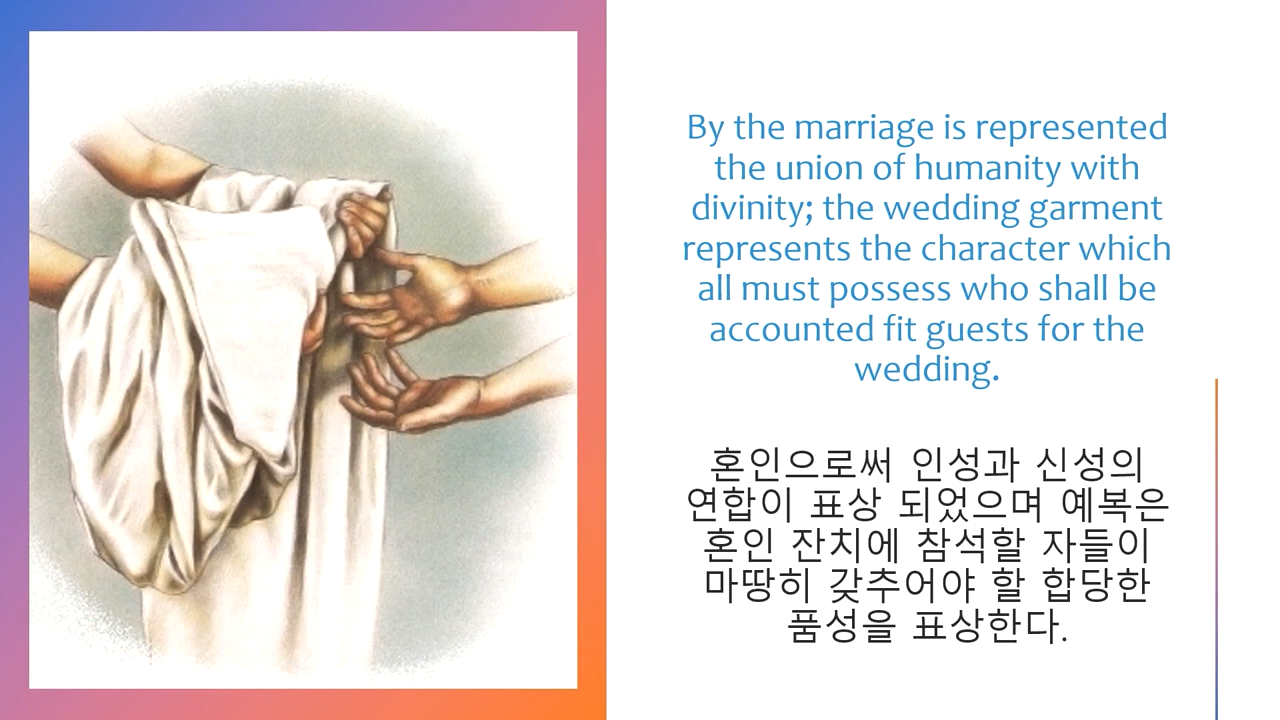 By the marriage is represented
the union of humanity with
divinity; the wedding garment
represents the character which
all must possess who shall be
accounted fit guests for the
wedding.
혼인으로써 인성과 신성의
연합이 표상 되었으며 예복은
혼인 잔치에 참석할 자들이
마땅히 갖추어야 할 합당한
품성을 표상한다.